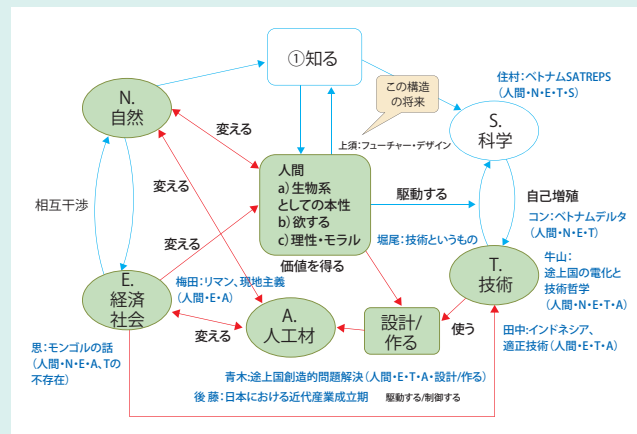 ①知る
N.
自然
この構造
の将来
住村：ベトナムSATREPS
（人間・N・E・T・S）
S.
科学
上須：フューチャー・デザイン
変える
人間
a）生物系
としての本性
b）欲する
c）理性・モラル
変える
駆動する
自己増殖
相互干渉
コン：ベトナムデルタ
（人間・N・E・T）
変える
堀尾：技術というもの
牛山：
途上国の電化と
技術哲学
（人間・N・E・T・A）
価値を得る
T.
技術
E.
経済
社会
梅田：リマン、現地主義
（人間・E・A）
A.
人工材
設計/
作る
変える
使う
田中：インドネシア、
適正技術（人間・E・T・A）
思：モンゴルの話
（人間・N・E・A、Tの
不存在）
青木：途上国創造的問題解決（人間・E・T・A・設計/作る）
後藤：日本における近代産業成立期
駆動する/制御する